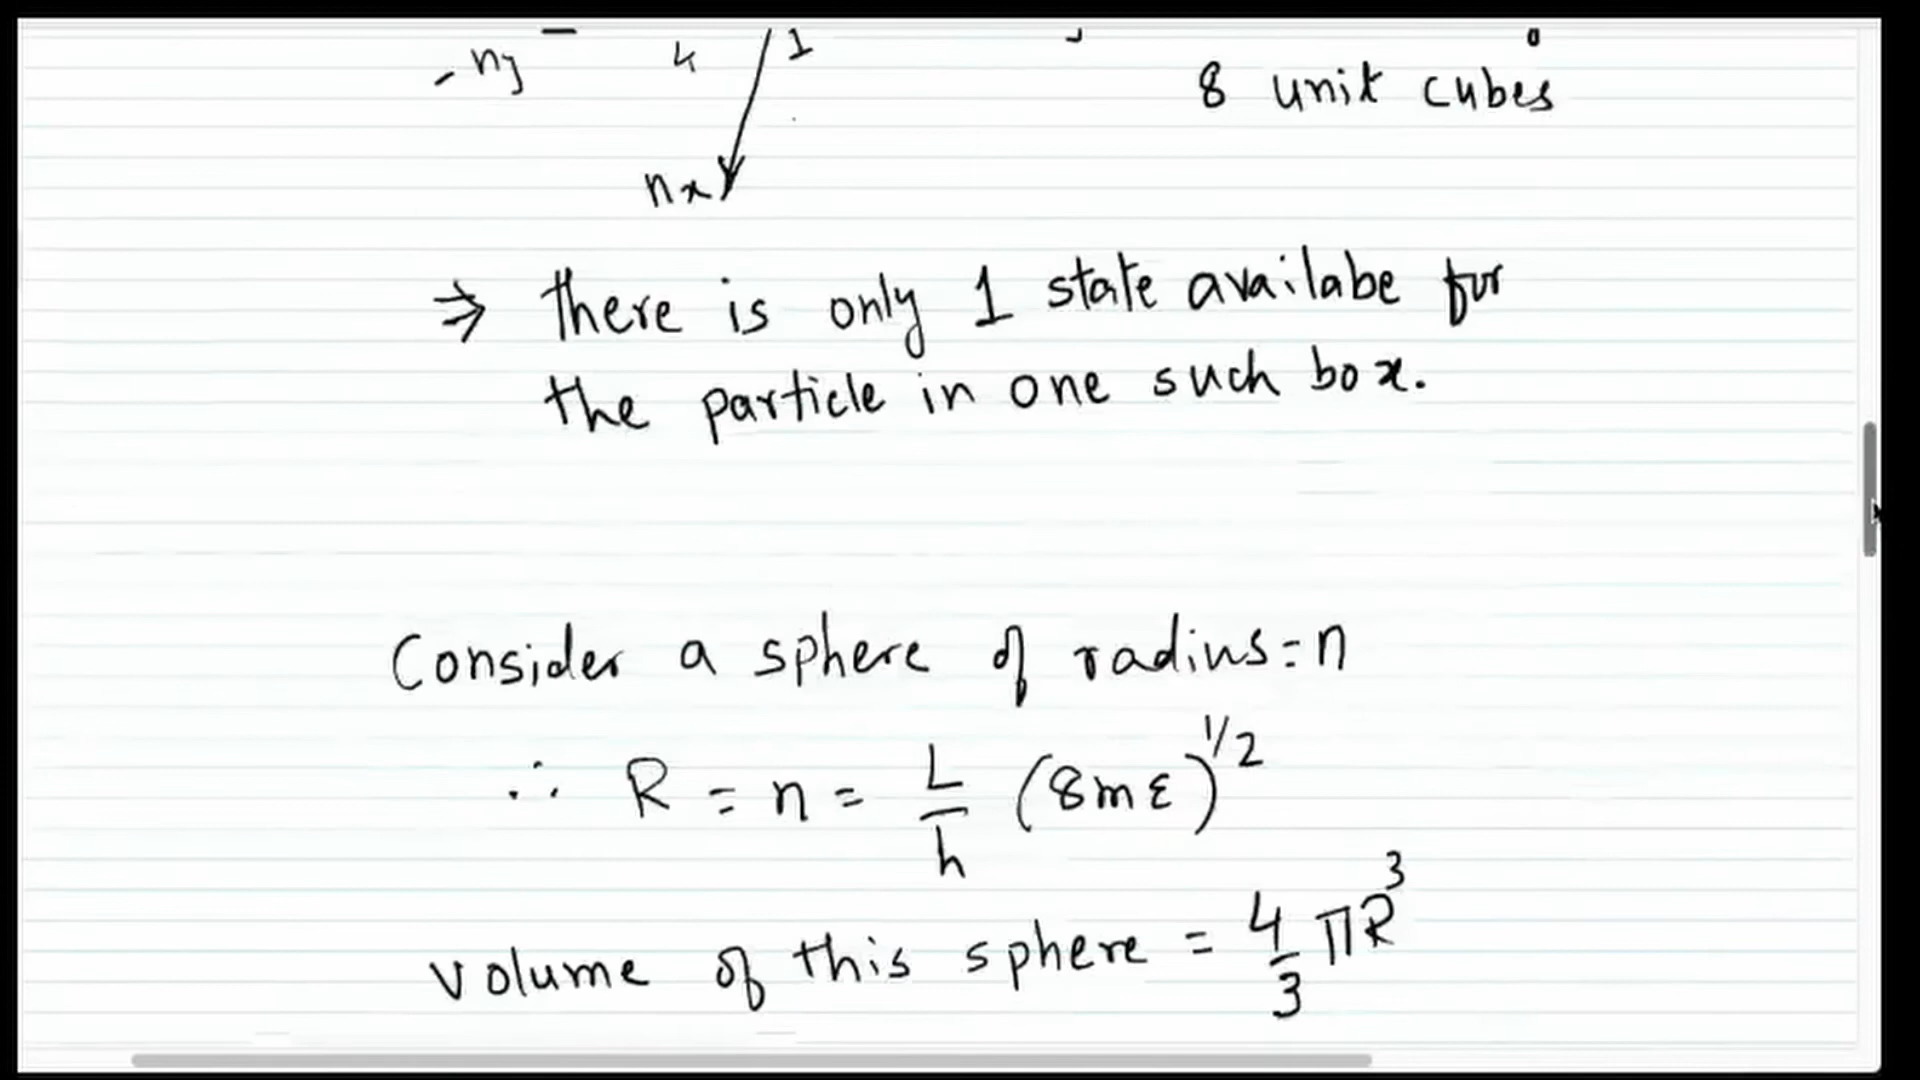 - ny 4 1
8 unit cubes
nx
⇒ there is only 1 state availabe for
the particle in one such box.
Consider a sphere of radius = n
∴ R = n = L/h (8mε)^1/2
volume of this sphere = 4/3 πR^3